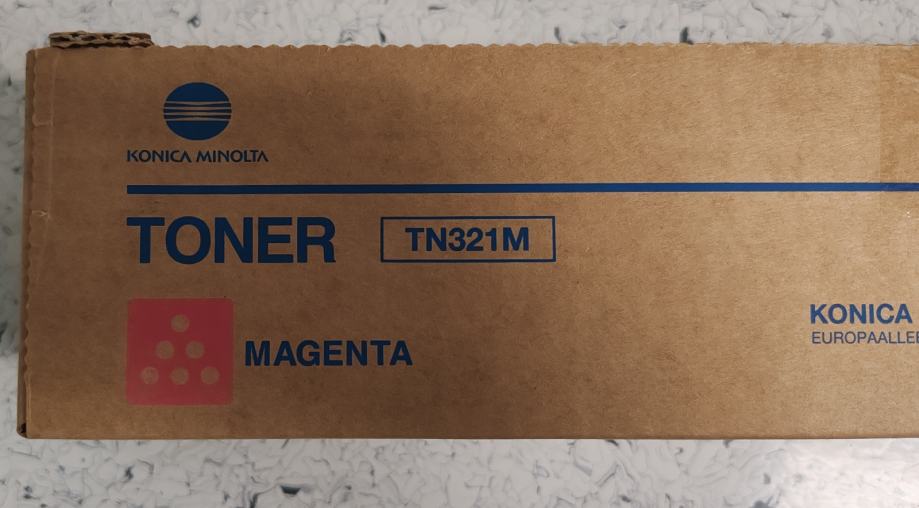 KONICA MINOLTA
TONER TN321M
MAGENTA
KONICA